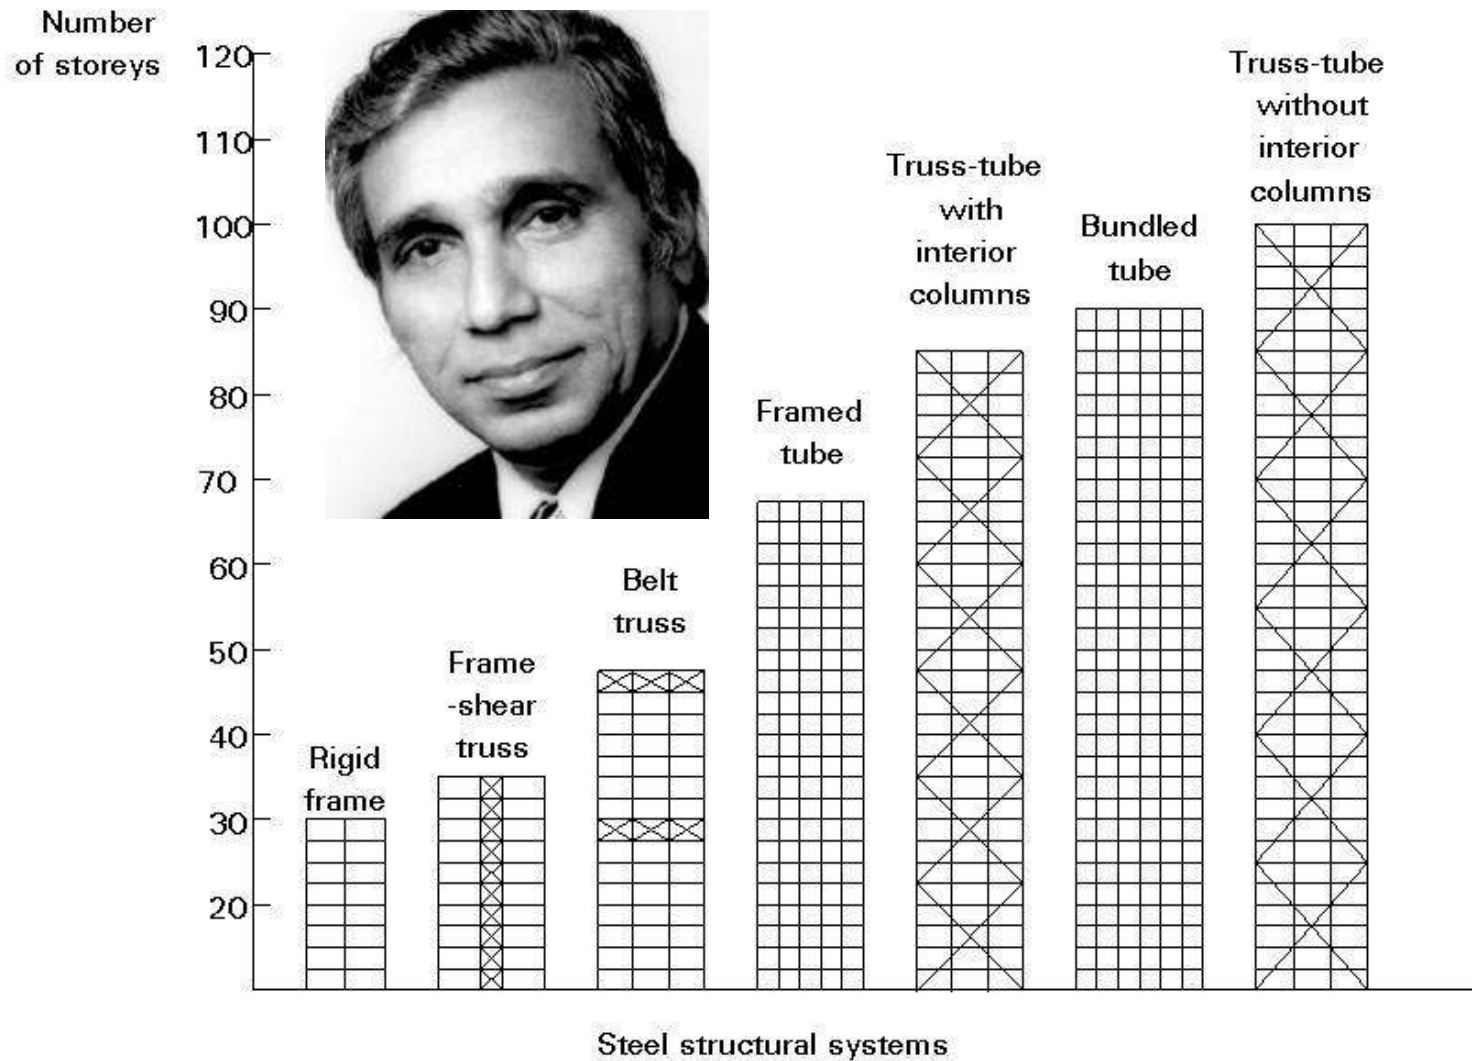 Number
of storeys
120
110
100
90
80
70
60
50
40
30
20
Rigid
frame
Frame
-shear
truss
Belt
truss
Framed
tube
Truss-tube
with
interior
columns
Bundled
tube
Truss-tube
without
interior
columns
Steel structural systems